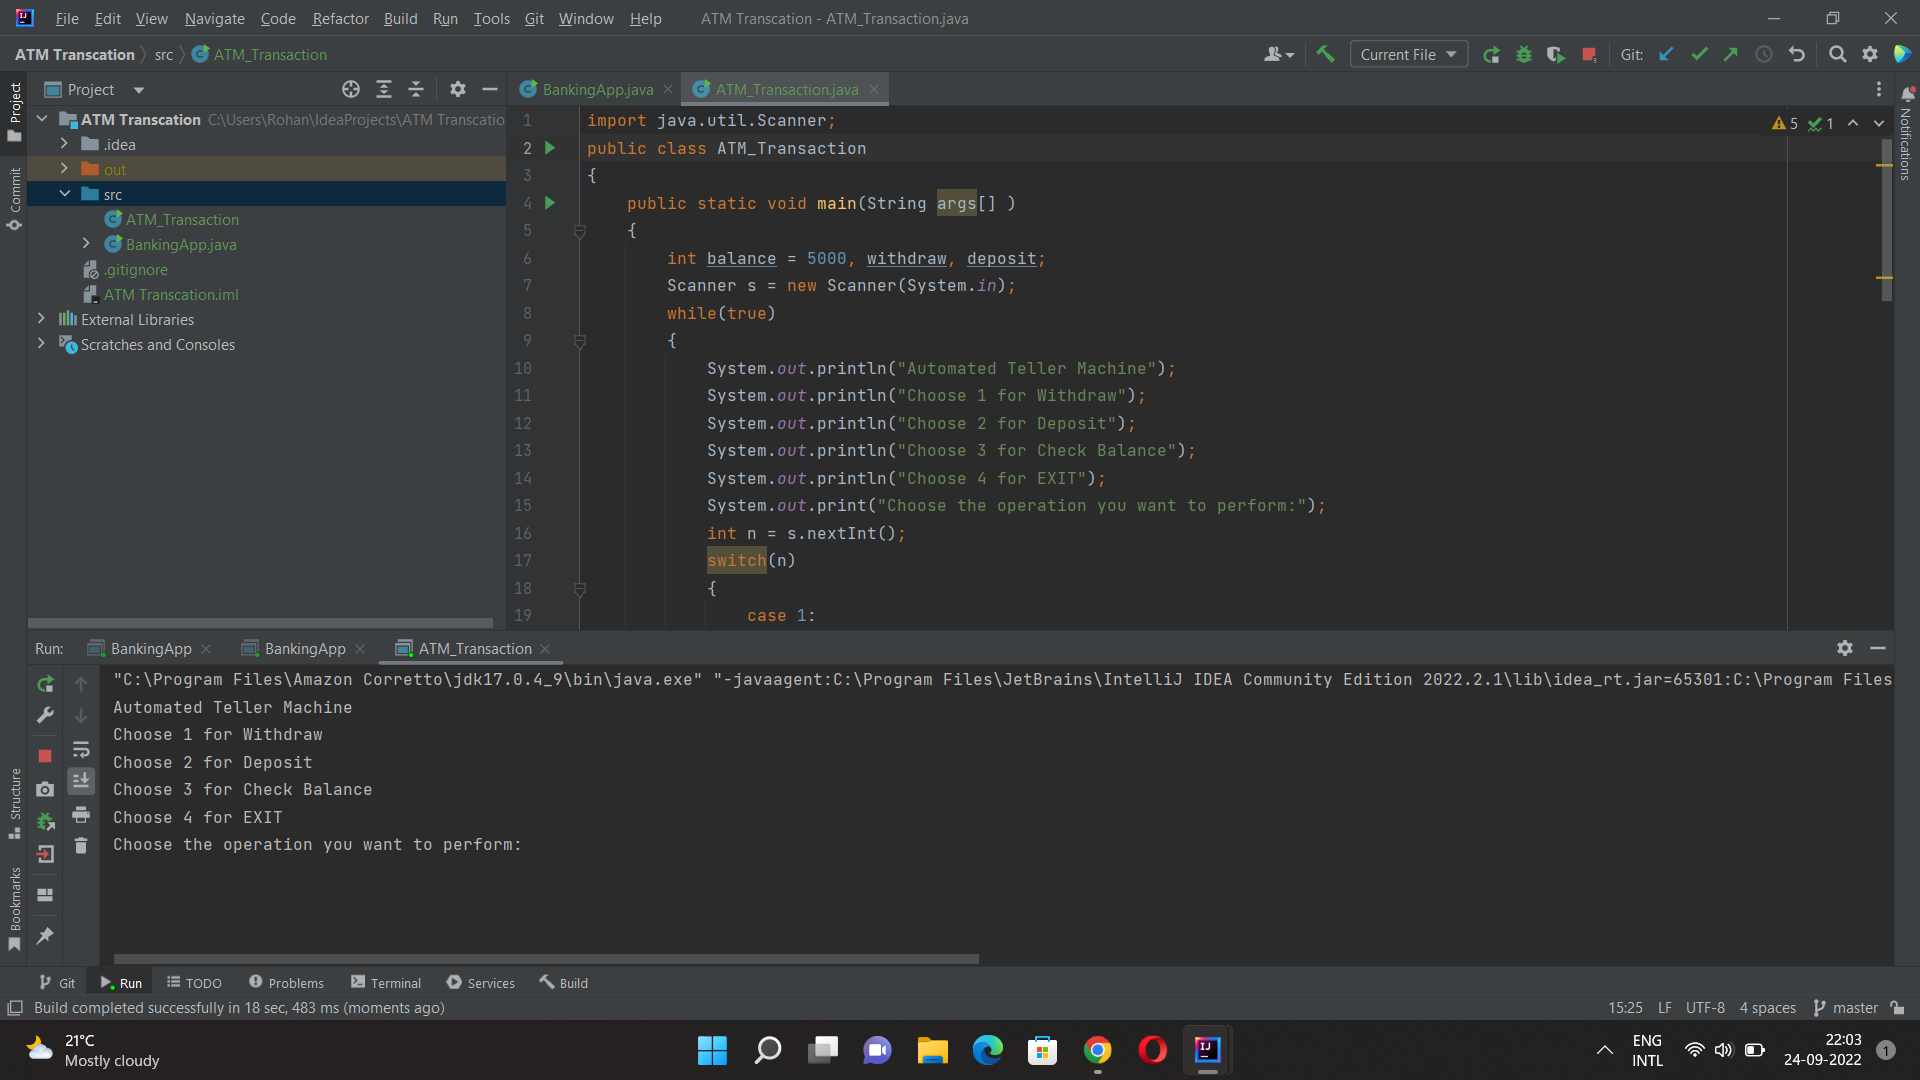 File Edit View Navigate Code Refactor Build Run Tools Git Window Help ATM Transcation - ATM_Transaction.java
ATM Transcation src ATM_Transaction Current File Git:
Project
BankingApp.java ATM_Transaction.java
ATM Transcation C:\Users\Rohan\IdeaProjects\ATM Transcatio
.idea
out
src
ATM_Transaction
BankingApp.java
.gitignore
ATM Transcation.iml
External Libraries
Scratches and Consoles
Project
Commit
Structure
Bookmarks
Notifications
5 1
1 import java.util.Scanner;
2 public class ATM_Transaction
3 {
4 public static void main(String args[] )
5 {
6 int balance = 5000, withdraw, deposit;
7 Scanner s = new Scanner(System.in);
8 while(true)
9 {
10 System.out.println("Automated Teller Machine");
11 System.out.println("Choose 1 for Withdraw");
12 System.out.println("Choose 2 for Deposit");
13 System.out.println("Choose 3 for Check Balance");
14 System.out.println("Choose 4 for EXIT");
15 System.out.print("Choose the operation you want to perform:");
16 int n = s.nextInt();
17 switch(n)
18 {
19 case 1:
Run: BankingApp BankingApp ATM_Transaction
"C:\Program Files\Amazon Corretto\jdk17.0.4_9\bin\java.exe" "-javaagent:C:\Program Files\JetBrains\IntelliJ IDEA Community Edition 2022.2.1\lib\idea_rt.jar=65301:C:\Program Files
Automated Teller Machine
Choose 1 for Withdraw
Choose 2 for Deposit
Choose 3 for Check Balance
Choose 4 for EXIT
Choose the operation you want to perform:
Git Run TODO Problems Terminal Services Build
Build completed successfully in 18 sec, 483 ms (moments ago) 15:25 LF UTF-8 4 spaces master
21°C
Mostly cloudy
ENG
INTL
22:03
24-09-2022
1